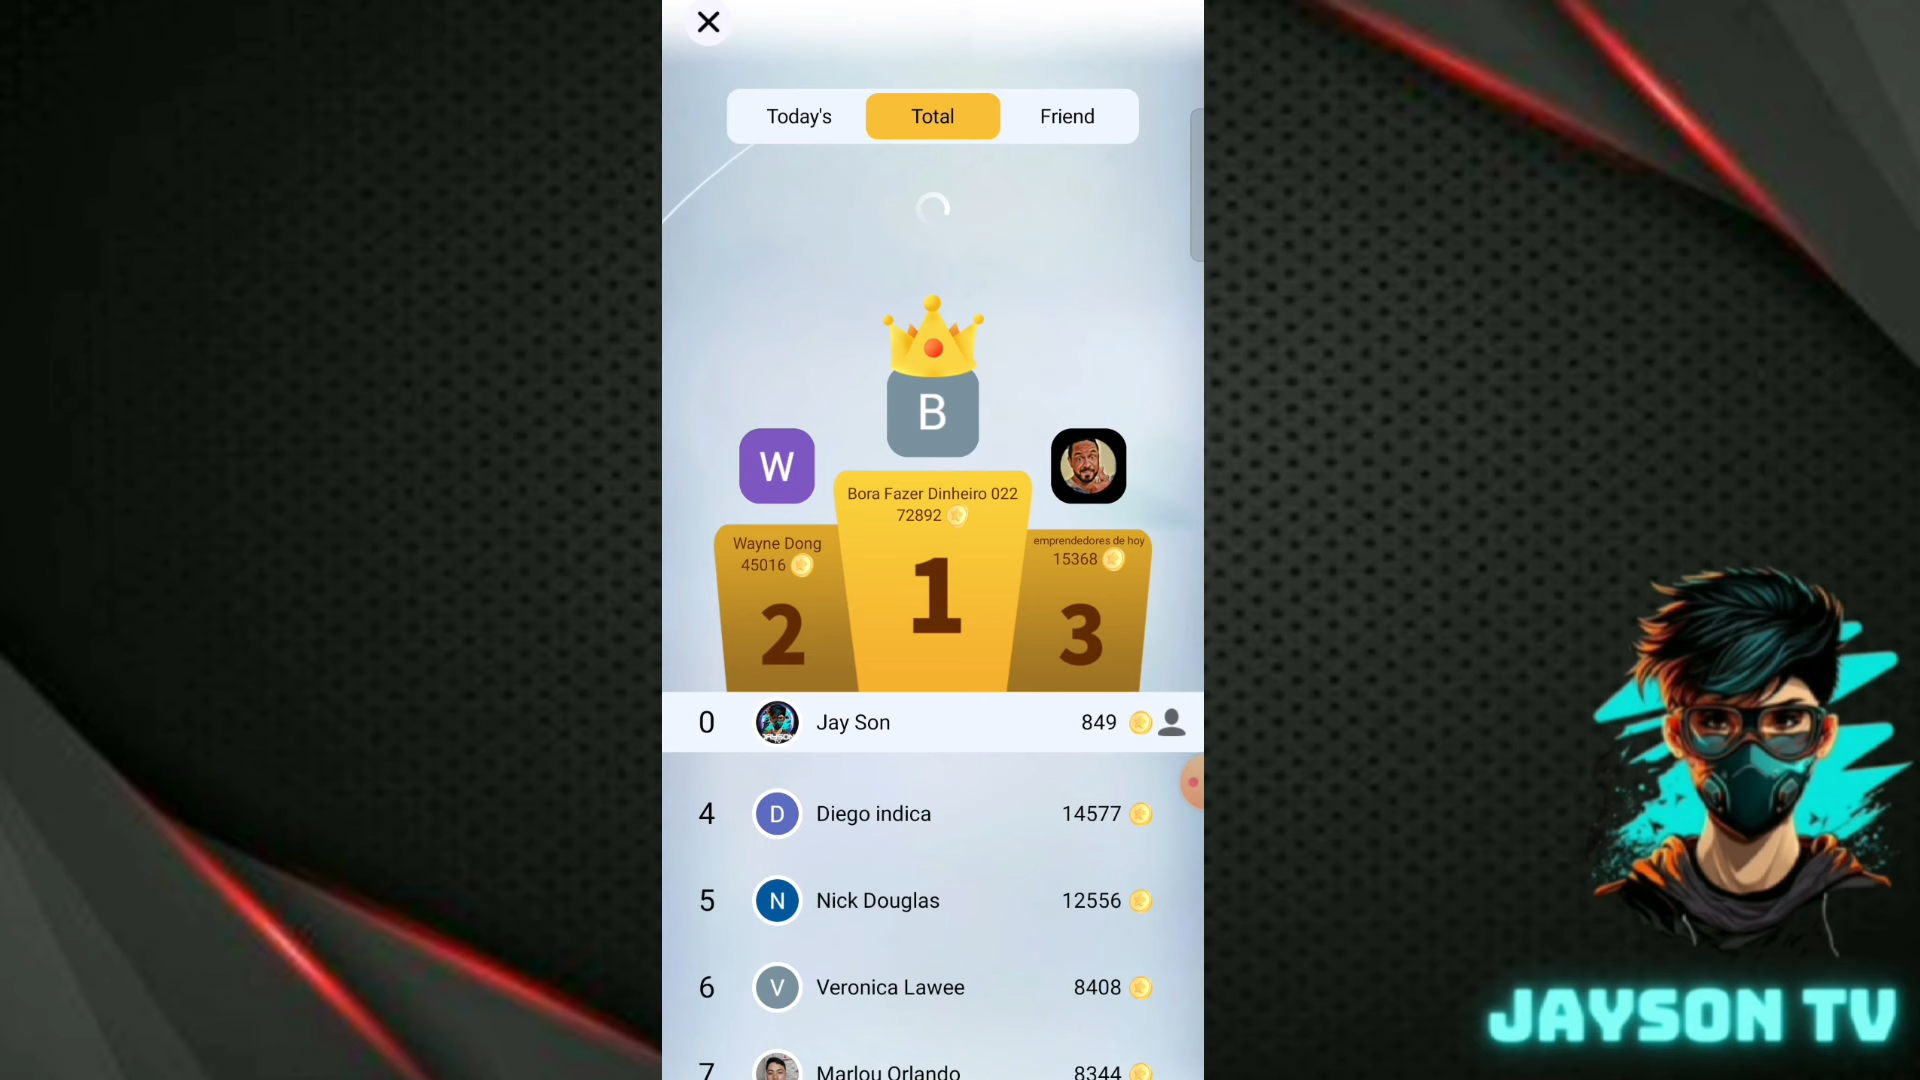 Today's Total Friend
B
W
Bora Fazer Dinheiro 022
72892
Wayne Dong
45016
emprendedores de hoy
15368
1
2
3
0 Jay Son 849
4 D Diego indica 14577
5 N Nick Douglas 12556
6 V Veronica Lawee 8408
7 Marlou Orlando 8344
JAYSON TV